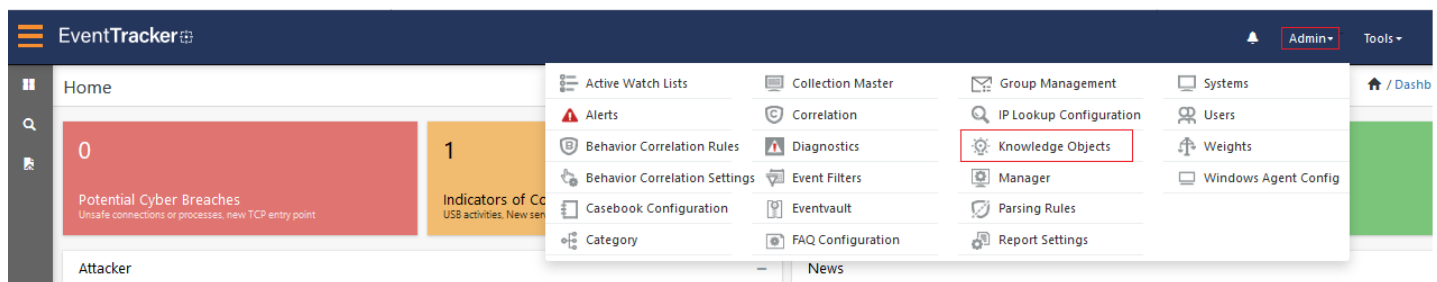 EventTracker
Admin
Tools
Home
/ Dashb
Active Watch Lists
Collection Master
Group Management
Systems
Alerts
Correlation
IP Lookup Configuration
Users
Behavior Correlation Rules
Diagnostics
Knowledge Objects
Weights
Behavior Correlation Settings
Event Filters
Manager
Windows Agent Config
Casebook Configuration
Eventvault
Parsing Rules
Category
FAQ Configuration
Report Settings
0
Potential Cyber Breaches
Unsafe connections or processes, new TCP entry point
1
Indicators of Co
USB activities, New serv
Attacker
News